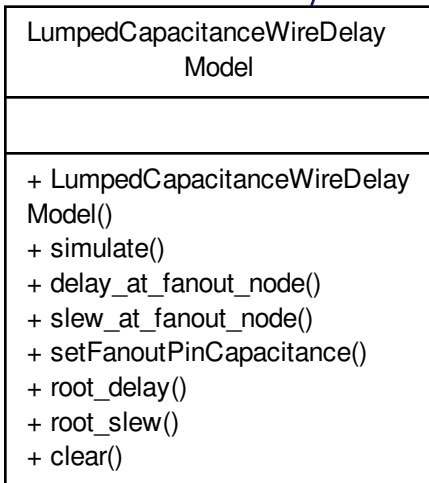 LumpedCapacitanceWireDelay
Model
+ LumpedCapacitanceWireDelay
Model()
+ simulate()
+ delay_at_fanout_node()
+ slew_at_fanout_node()
+ setFanoutPinCapacitance()
+ root_delay()
+ root_slew()
+ clear()